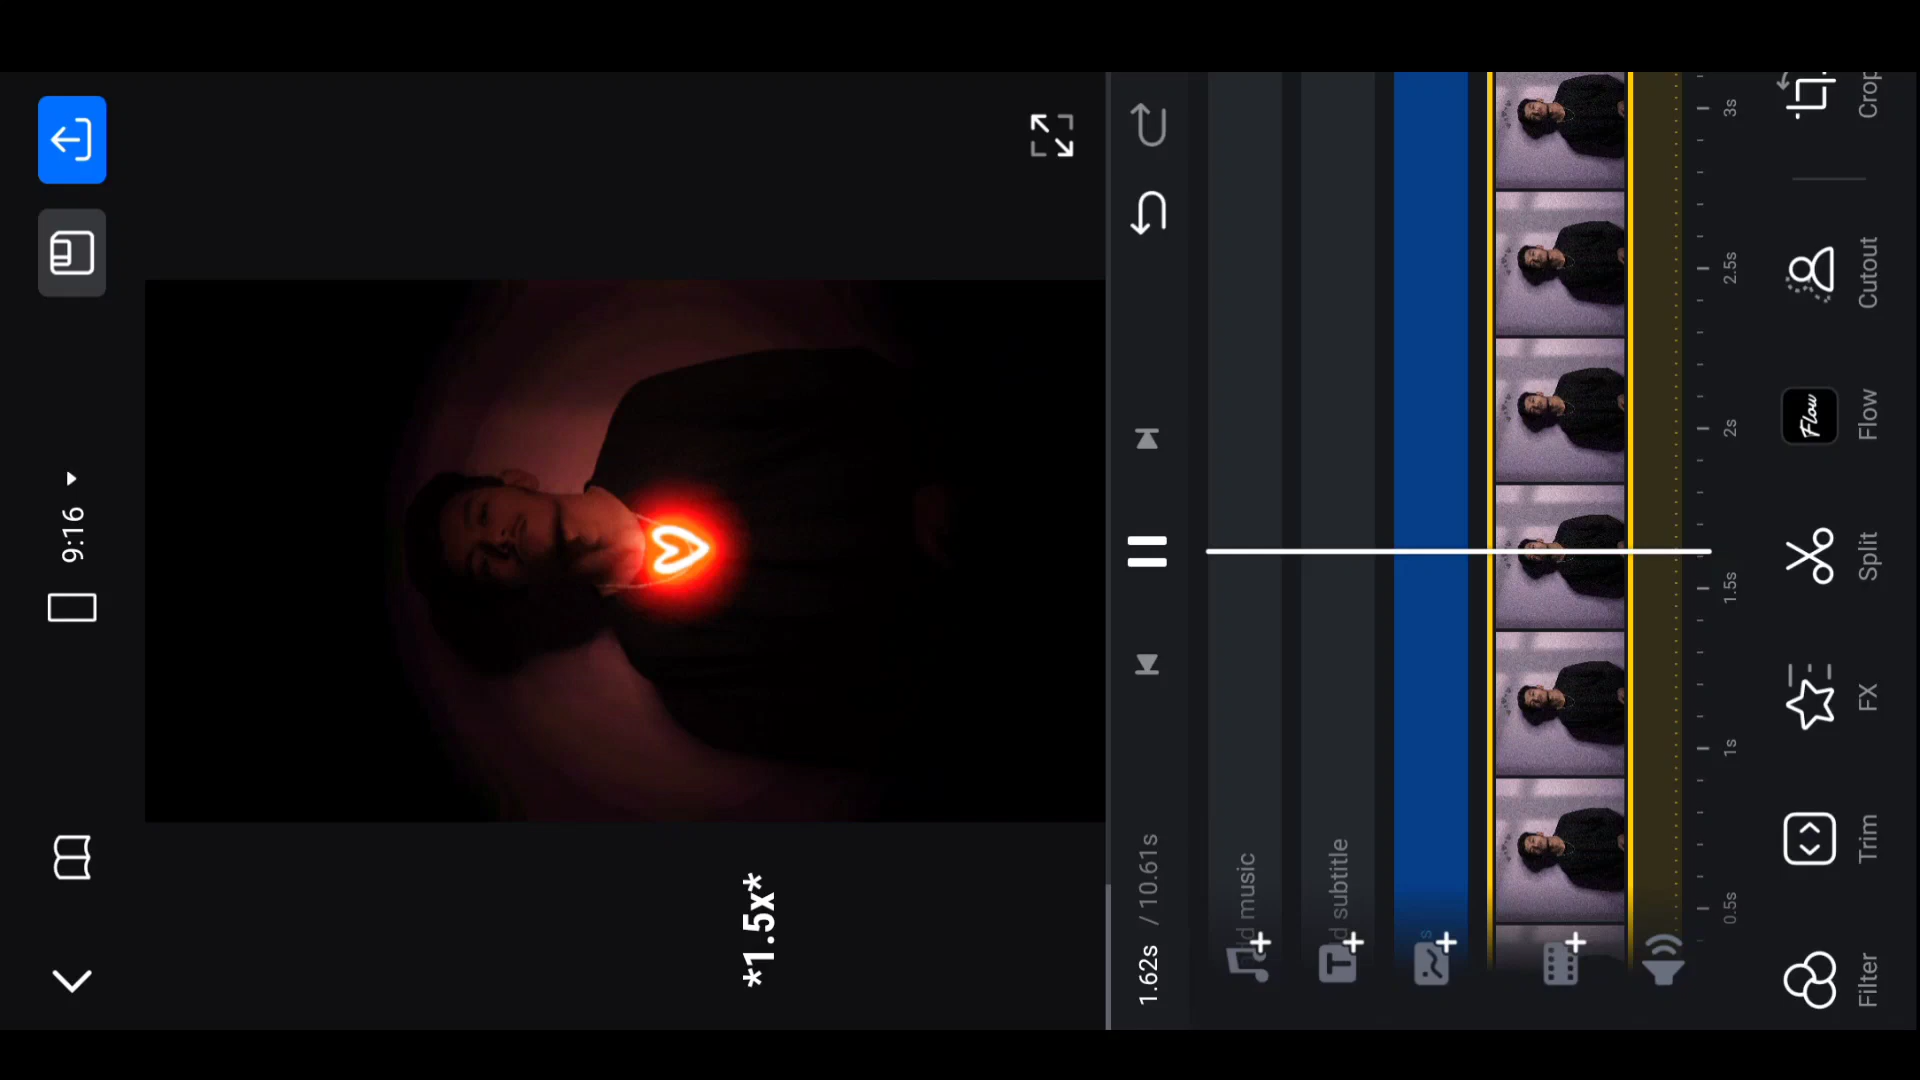 9:16
*1.5x*
1.62s / 10.61s
d music
d subtitle
s
0.5s
1s
1.5s
2s
2.5s
3s
Filter
Trim
FX
Split
Flow
Flow
Cutout
Crop